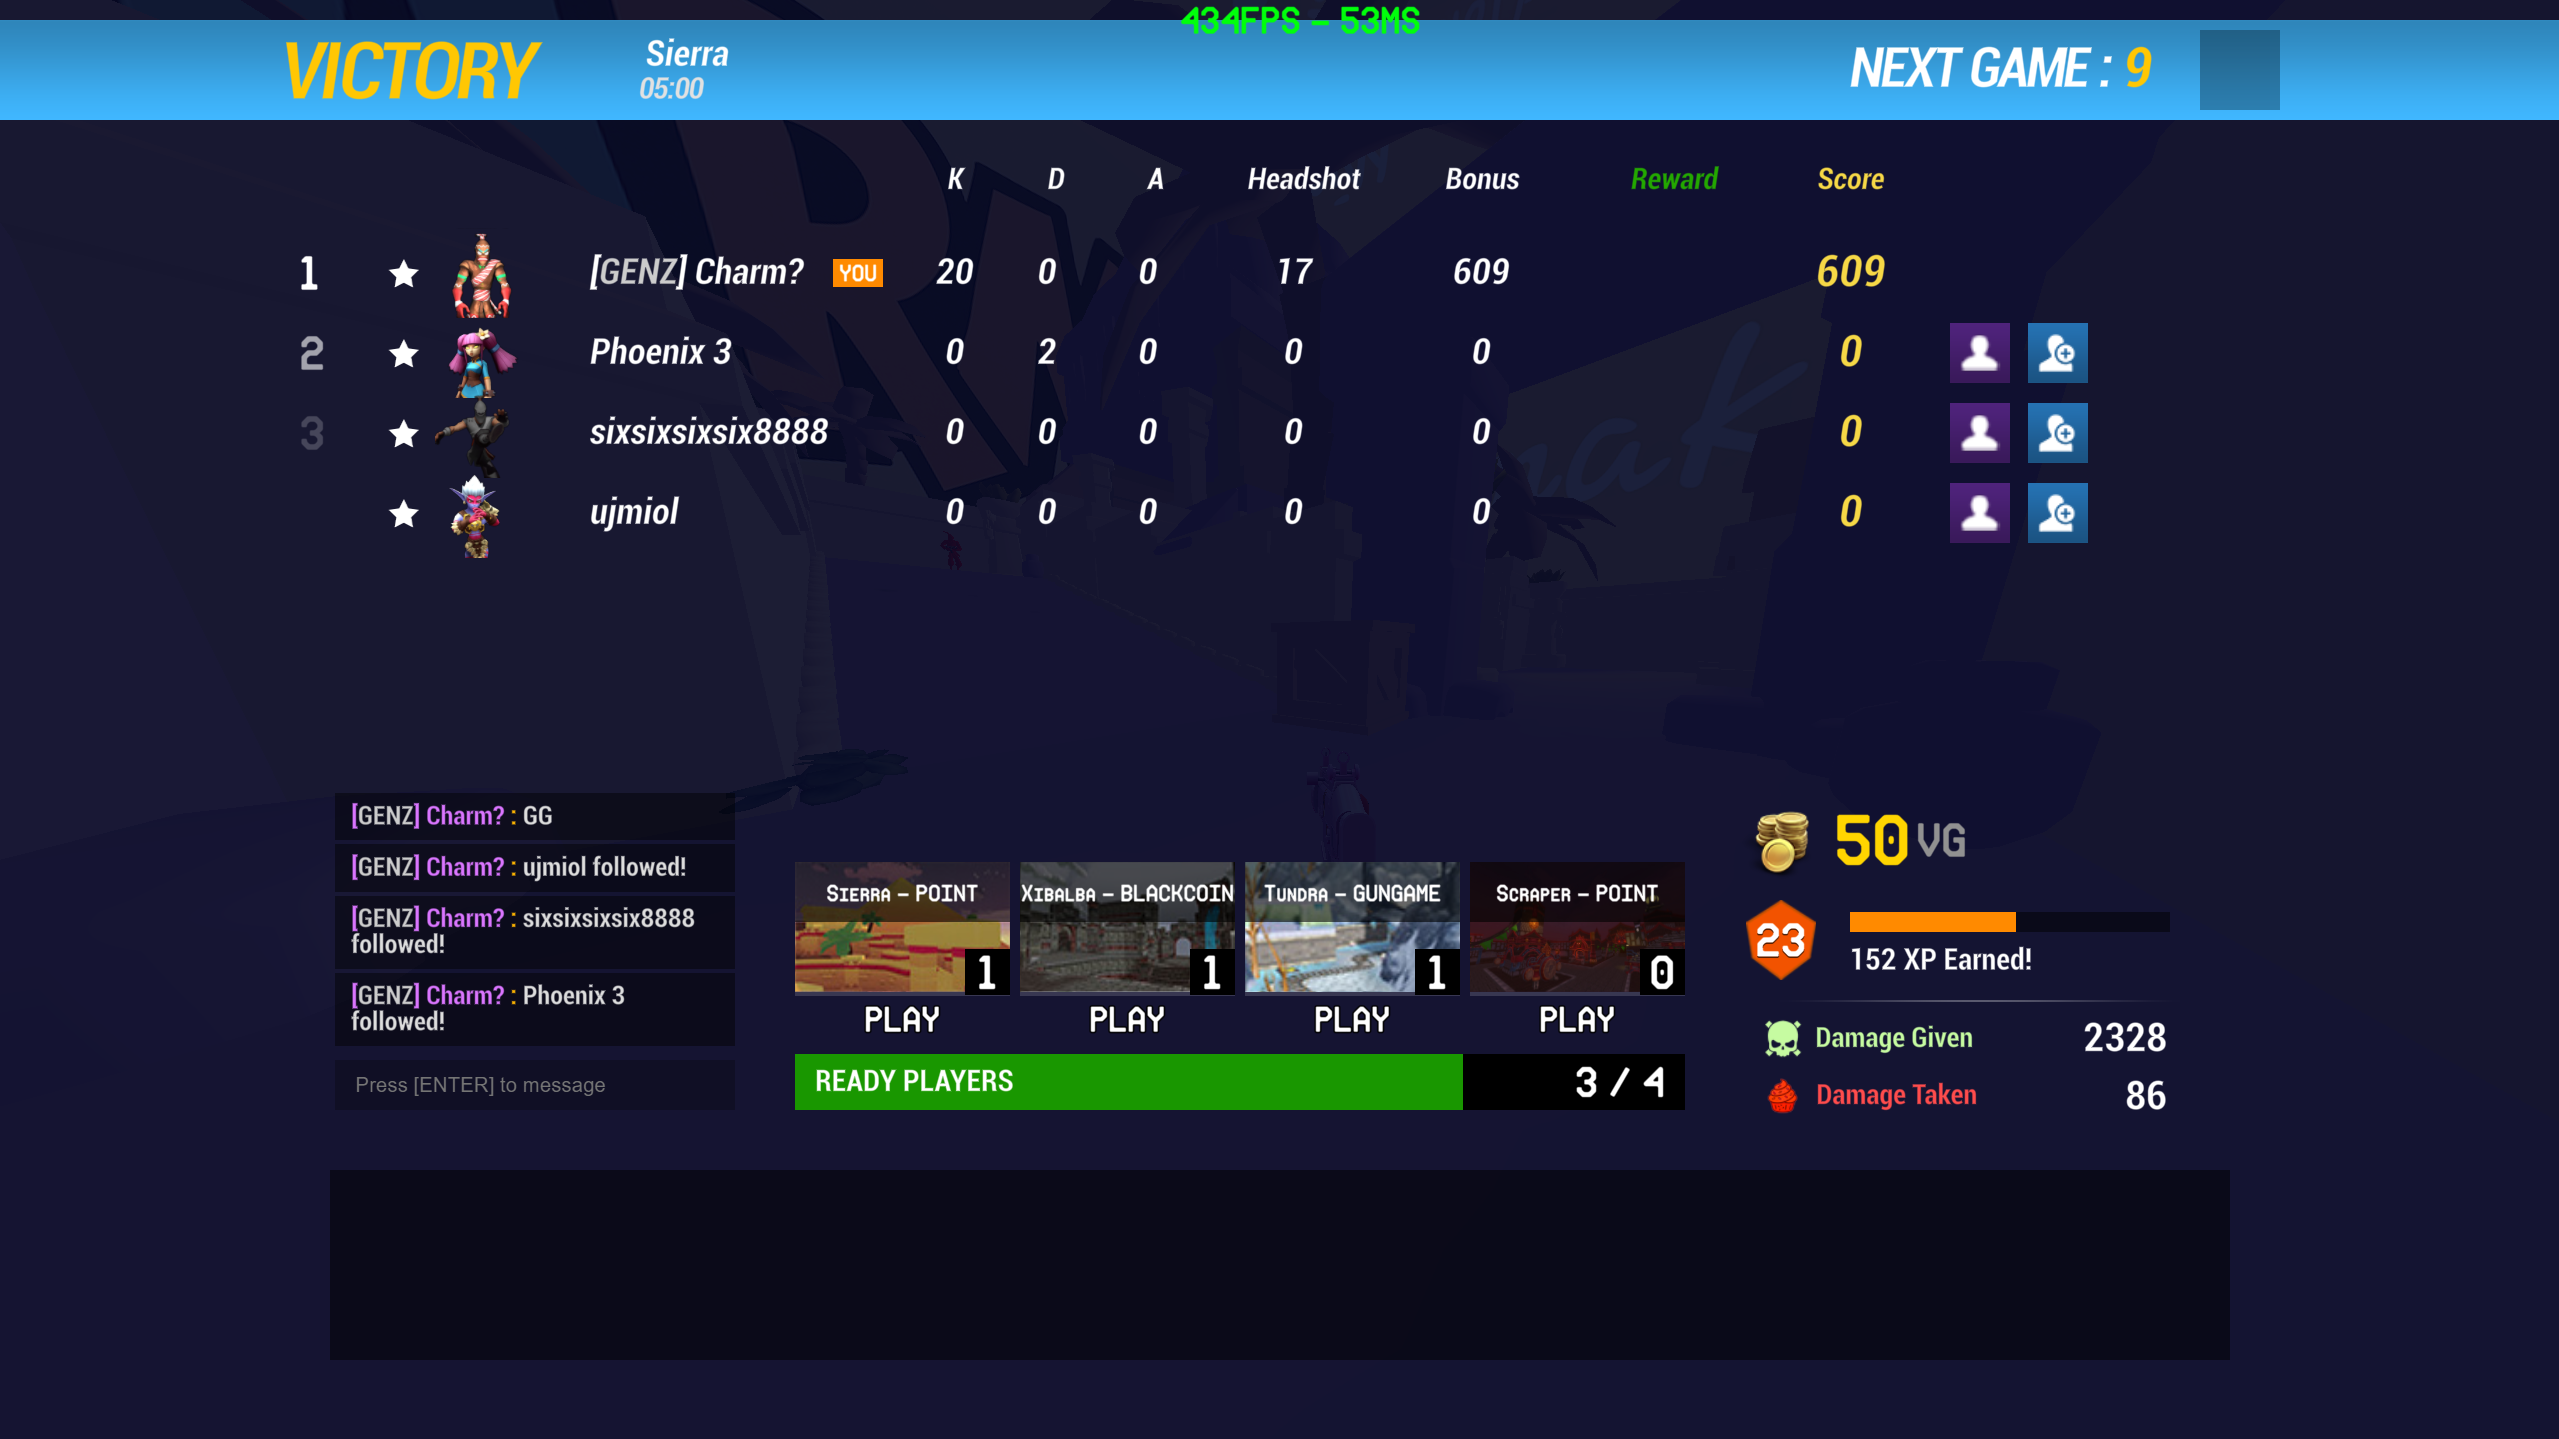 434FPS – 53MS
VICTORY
Sierra
05:00
NEXT GAME : 9
K D A Headshot Bonus Reward Score
1 [GENZ] Charm? YOU 20 0 0 17 609 609
2 Phoenix 3 0 2 0 0 0 0
3 sixsixsixsix8888 0 0 0 0 0 0
ujmiol 0 0 0 0 0 0
[GENZ] Charm? : GG
[GENZ] Charm? : ujmiol followed!
[GENZ] Charm? : sixsixsixsix8888
followed!
[GENZ] Charm? : Phoenix 3
followed!
Press [ENTER] to message
SIERRA – POINT
1
PLAY
XIBALBA – BLACKCOIN
1
PLAY
TUNDRA – GUNGAME
1
PLAY
SCRAPER – POINT
0
PLAY
READY PLAYERS 3 / 4
50 VG
23
152 XP Earned!
Damage Given 2328
Damage Taken 86